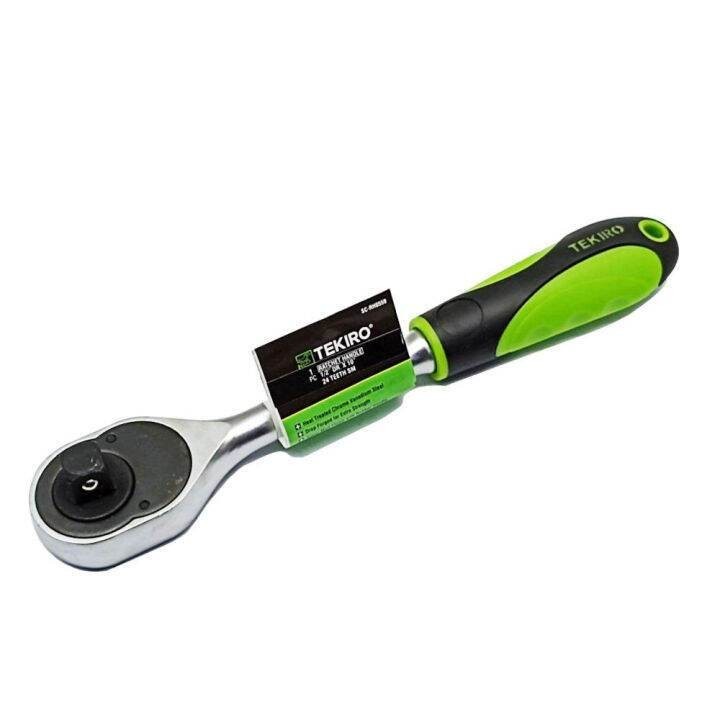 SC-RH0559
TEKIRO®
1 PC
RATCHET HANDLE
1/2" DR X 10"
24 TEETH SM
Heat Treated Chrome Vanadium Steel
Drop Forged for Extra Strength
TEKIRO